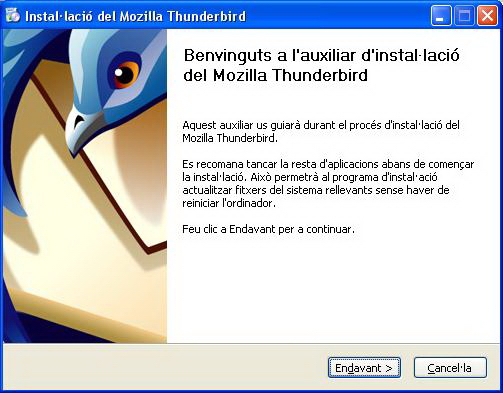 Instal·lació del Mozilla Thunderbird
Benvinguts a l'auxiliar d'instal·lació
del Mozilla Thunderbird
Aquest auxiliar us guiarà durant el procés d'instal·lació del
Mozilla Thunderbird.
Es recomana tancar la resta d'aplicacions abans de començar
la instal·lació. Això permetrà al programa d'instal·ació
actualitzar fitxers del sistema rellevants sense haver de
reiniciar l'ordinador.
Feu clic a Endavant per a continuar.
Endavant >
Cancel·la